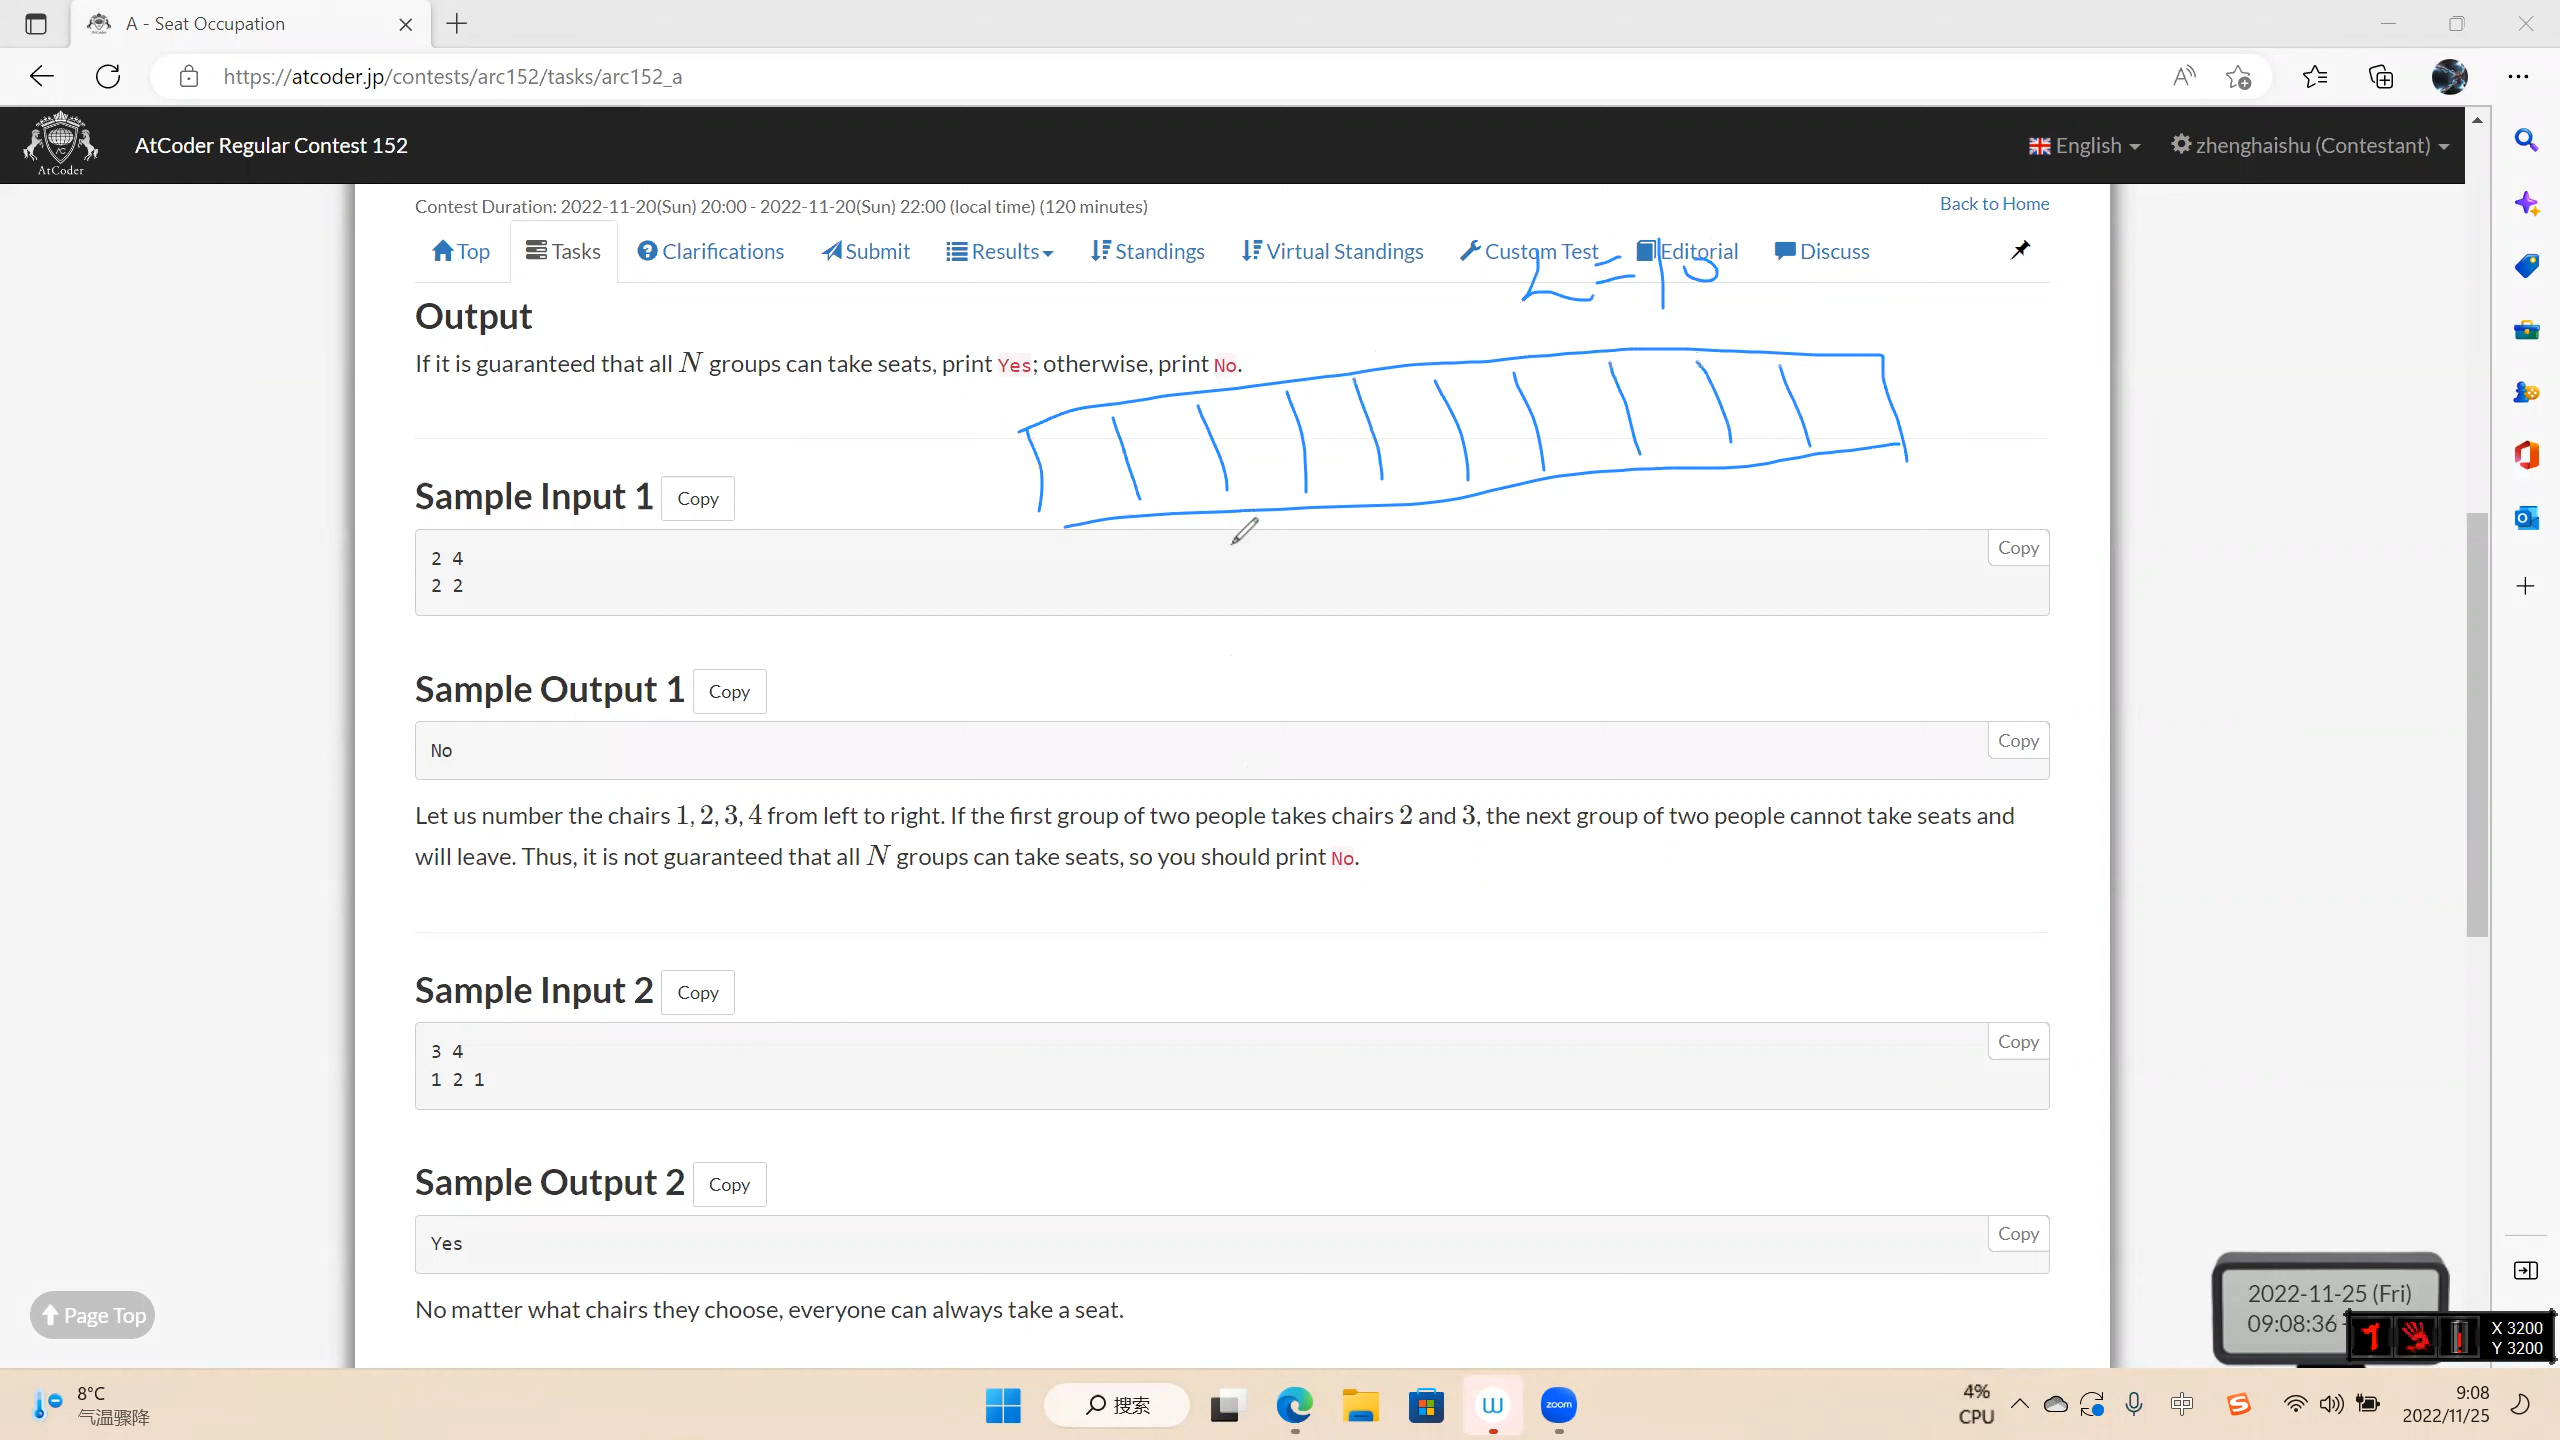 A - Seat Occupation
https://atcoder.jp/contests/arc152/tasks/arc152_a
AtCoder
AtCoder Regular Contest 152
English
zhenghaishu (Contestant)
Contest Duration: 2022-11-20(Sun) 20:00 - 2022-11-20(Sun) 22:00 (local time) (120 minutes)
Back to Home
Top Tasks Clarifications Submit Results Standings Virtual Standings Custom Test Editorial Discuss
L=10
Output
If it is guaranteed that all N groups can take seats, print Yes; otherwise, print No.
Sample Input 1 Copy
Copy
2 4
2 2
Sample Output 1 Copy
Copy
No
Let us number the chairs 1, 2, 3, 4 from left to right. If the first group of two people takes chairs 2 and 3, the next group of two people cannot take seats and
will leave. Thus, it is not guaranteed that all N groups can take seats, so you should print No.
Sample Input 2 Copy
Copy
3 4
1 2 1
Sample Output 2 Copy
Copy
Yes
No matter what chairs they choose, everyone can always take a seat.
Page Top
2022-11-25 (Fri)
09:08:36
X 3200
Y 3200
8°C
气温骤降
搜索
zoom
4%
CPU
中
9:08
2022/11/25